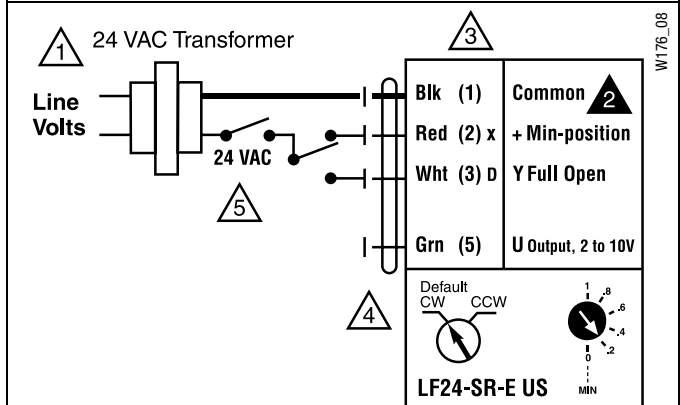 1 24 VAC Transformer
3
W176_08
Line
Volts
Blk (1) Common 2
Red (2) x + Min-position
24 VAC
Wht (3) D Y Full Open
5
Grn (5) U Output, 2 to 10V
4
Default
CW CCW
1
.8
.6
.4
.2
0
MIN
LF24-SR-E US